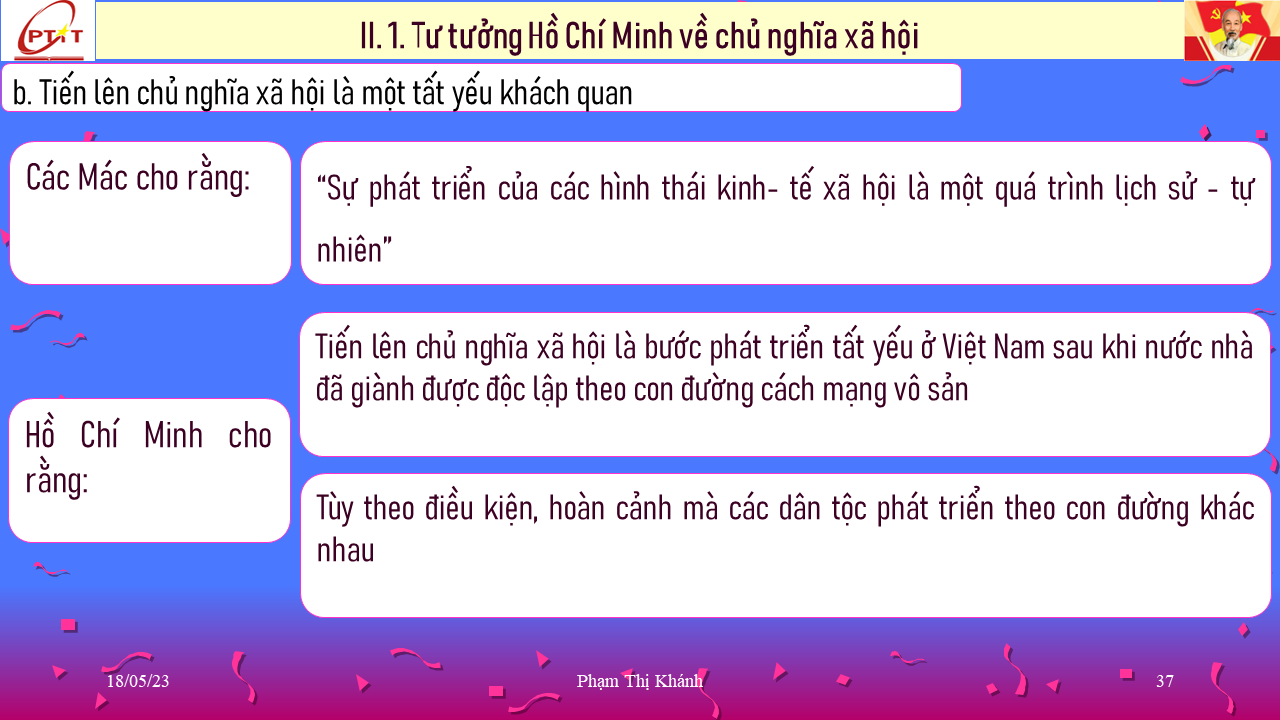 PTIT
II. 1. Tư tưởng Hồ Chí Minh về chủ nghĩa xã hội
b. Tiến lên chủ nghĩa xã hội là một tất yếu khách quan
Các Mác cho rằng:
“Sự phát triển của các hình thái kinh- tế xã hội là một quá trình lịch sử - tự
nhiên”
Tiến lên chủ nghĩa xã hội là bước phát triển tất yếu ở Việt Nam sau khi nước nhà
đã giành được độc lập theo con đường cách mạng vô sản
Hồ Chí Minh cho
rằng:
Tùy theo điều kiện, hoàn cảnh mà các dân tộc phát triển theo con đường khác
nhau
18/05/23
Phạm Thị Khánh
37